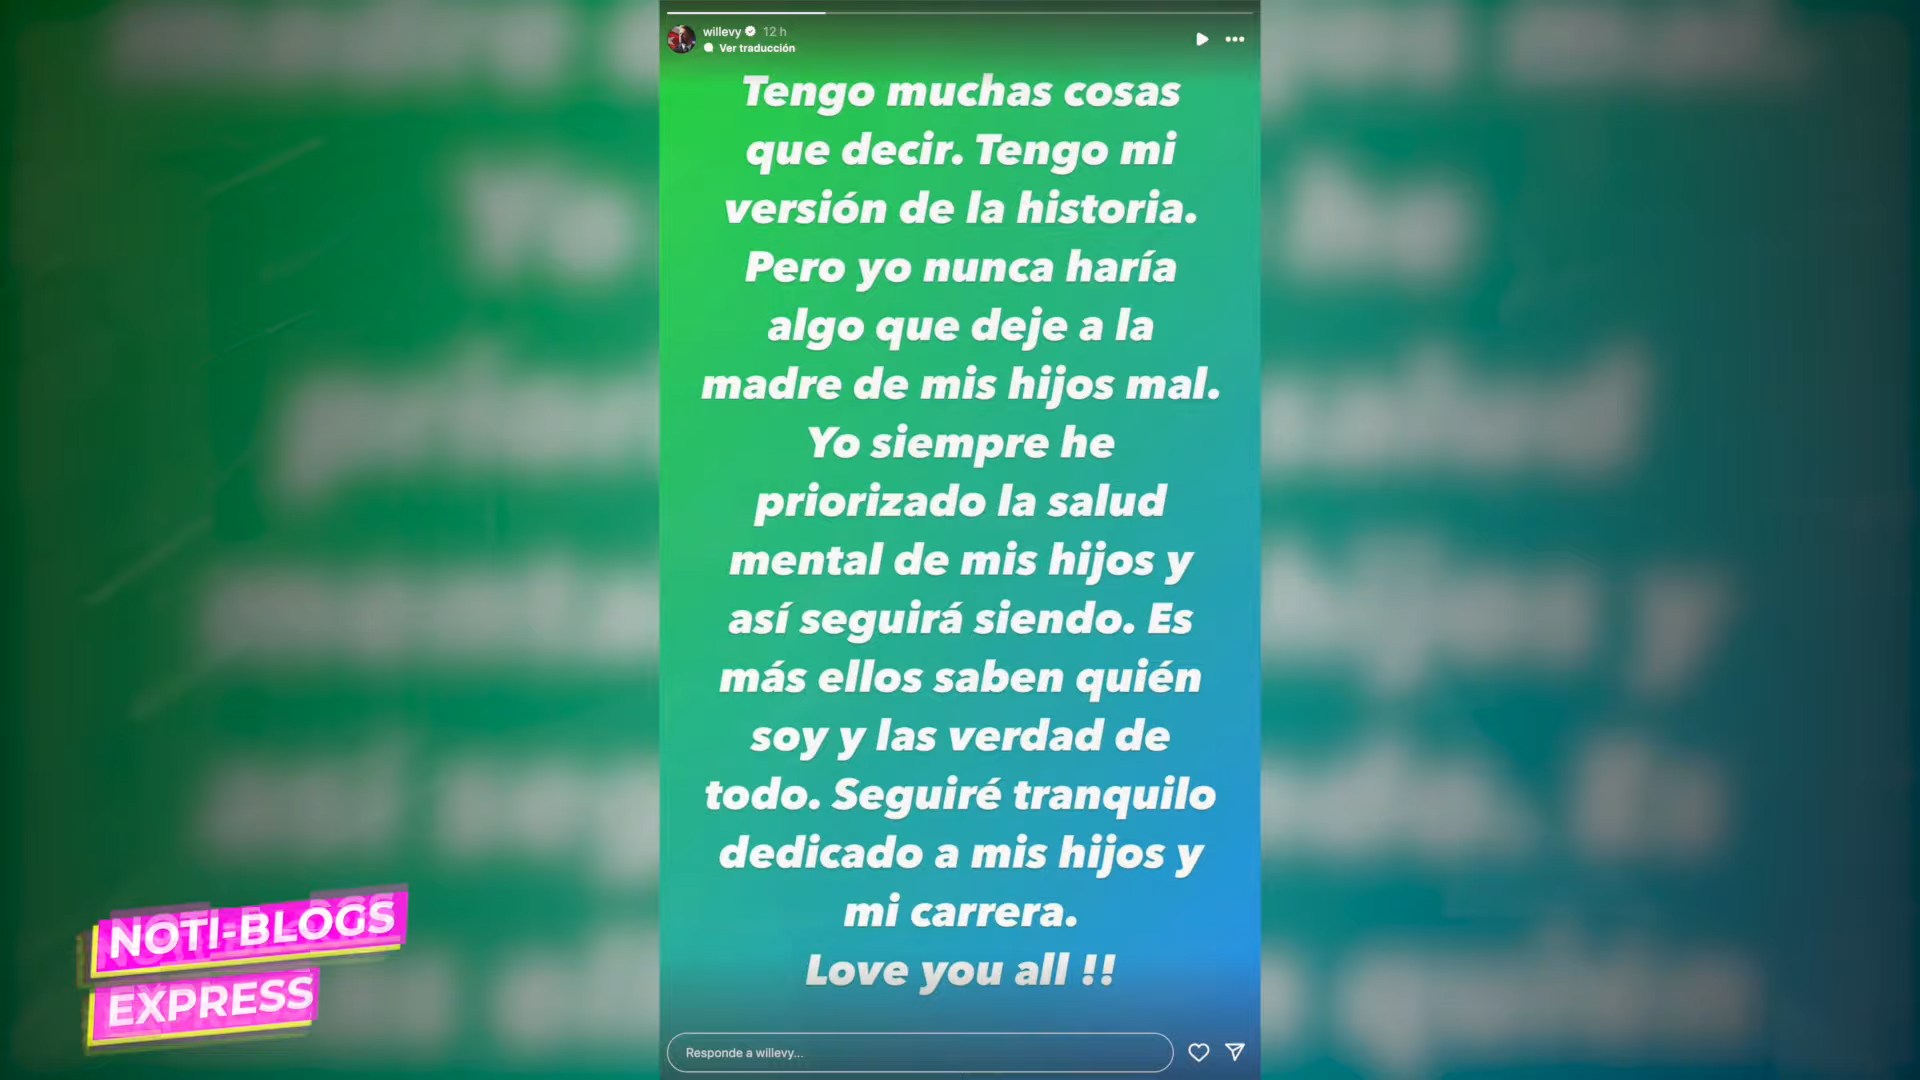 willevy 12 h
Ver traducción
Tengo muchas cosas
que decir. Tengo mi
versión de la historia.
Pero yo nunca haría
algo que deje a la
madre de mis hijos mal.
Yo siempre he
priorizado la salud
mental de mis hijos y
así seguirá siendo. Es
más ellos saben quién
soy y las verdad de
todo. Seguiré tranquilo
dedicado a mis hijos y
mi carrera.
Love you all !!
Responde a willevy...
NOTI-BLOGS
EXPRESS